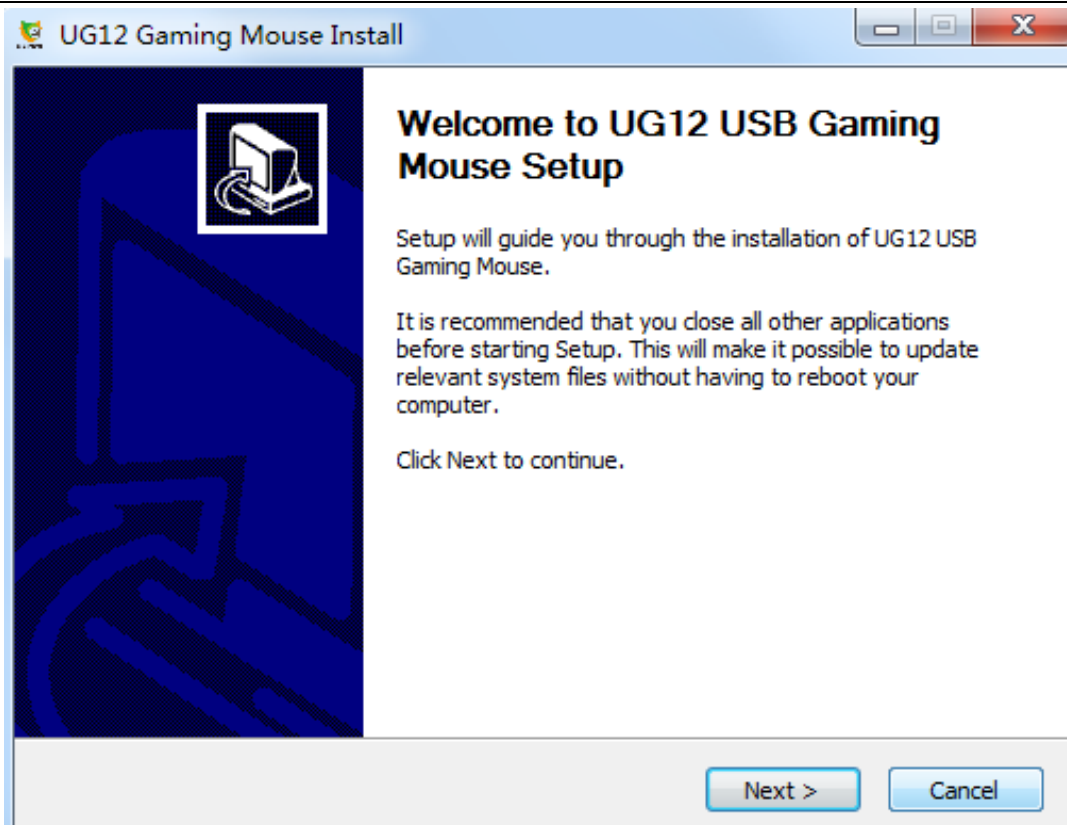 UG12 Gaming Mouse Install
Welcome to UG12 USB Gaming
Mouse Setup
Setup will guide you through the installation of UG12 USB
Gaming Mouse.
It is recommended that you close all other applications
before starting Setup. This will make it possible to update
relevant system files without having to reboot your
computer.
Click Next to continue.
Next >
Cancel